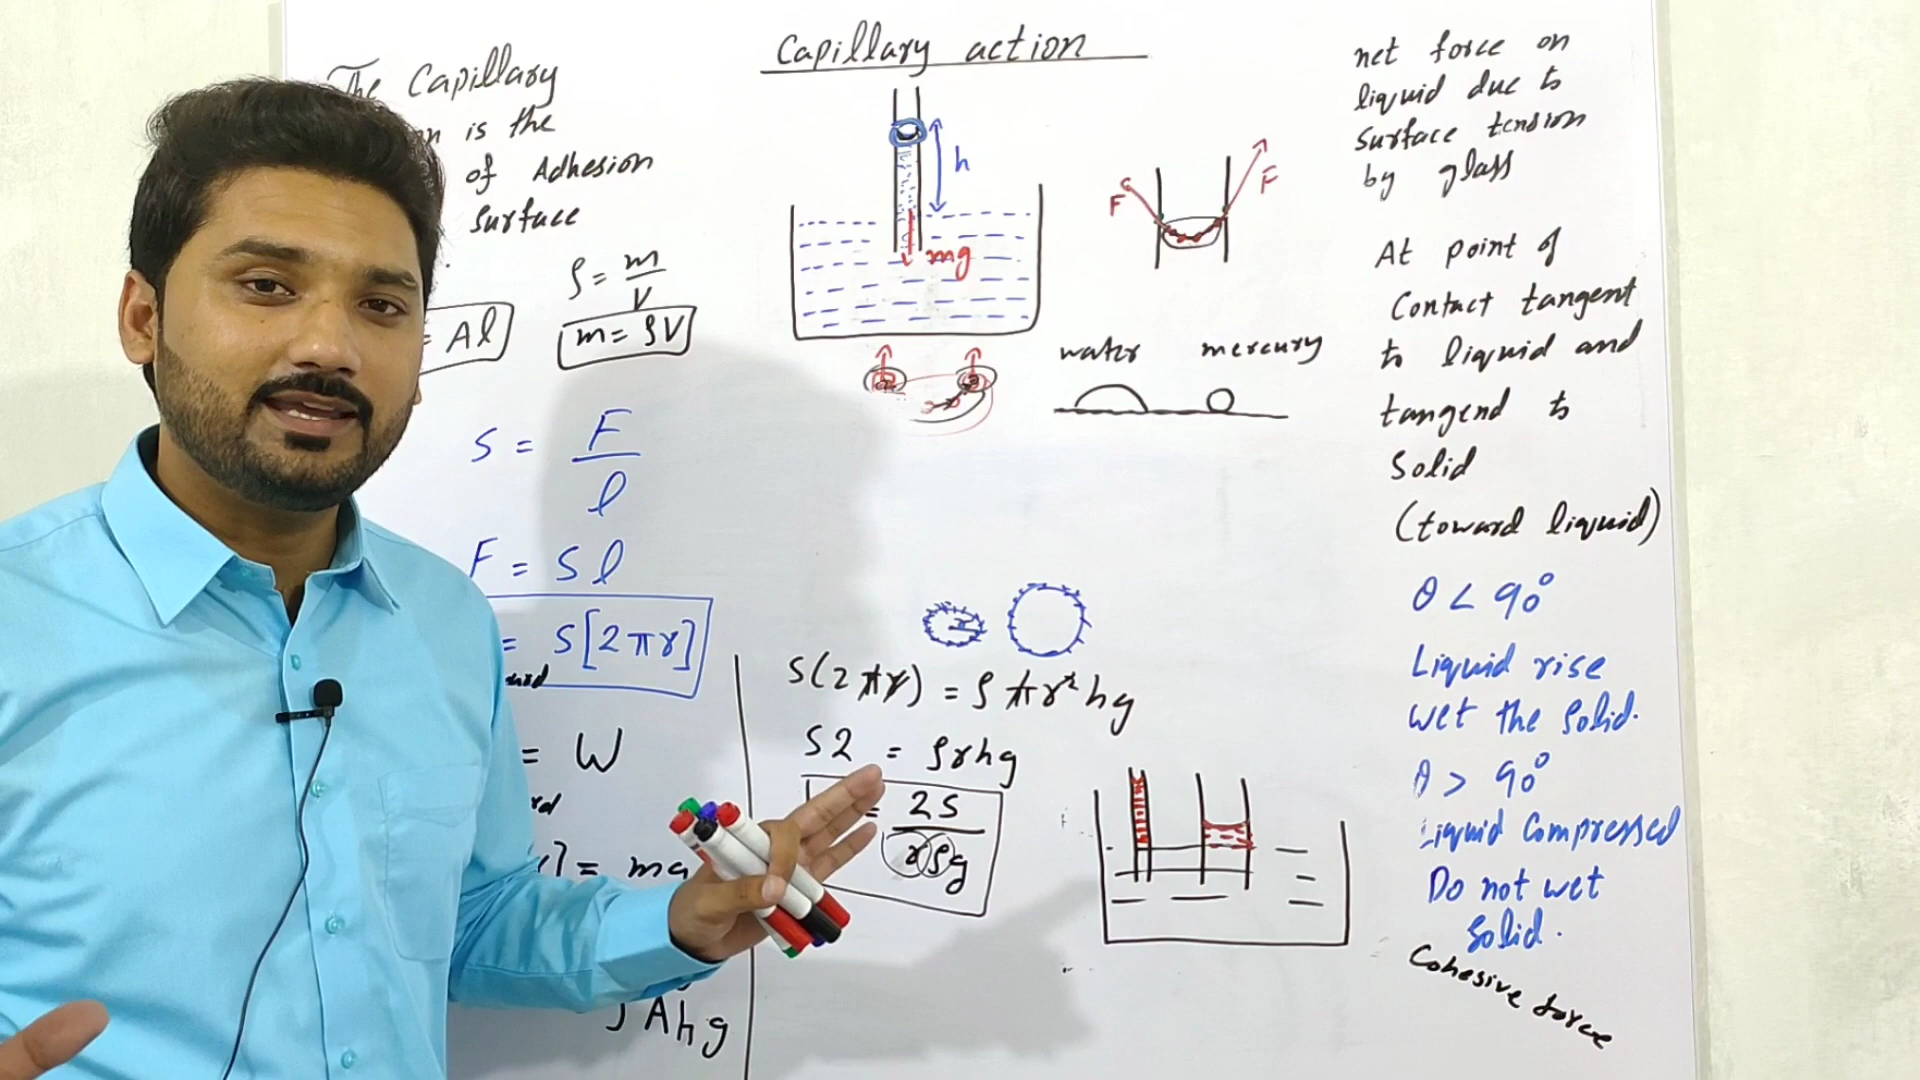 Capillary action
The Capillary
is the
of Adhesion
Surface
ρ = m/V
= Al
m = ρV
S = F/l
F = Sl
= S[2πr]
= W
] = mg
ρAhg
h
mg
F
F
water mercury
S(2πr) = ρπr²hg
S2 = ρrhg
= 2S/rρg
net force on
liquid due to
surface tension
by glass
At point of
Contact tangent
to liquid and
tangend to
Solid
(toward liquid)
θ < 90°
Liquid rise
wet the Solid.
θ > 90°
Liquid Compressed
Do not wet
Solid.
Cohesive force